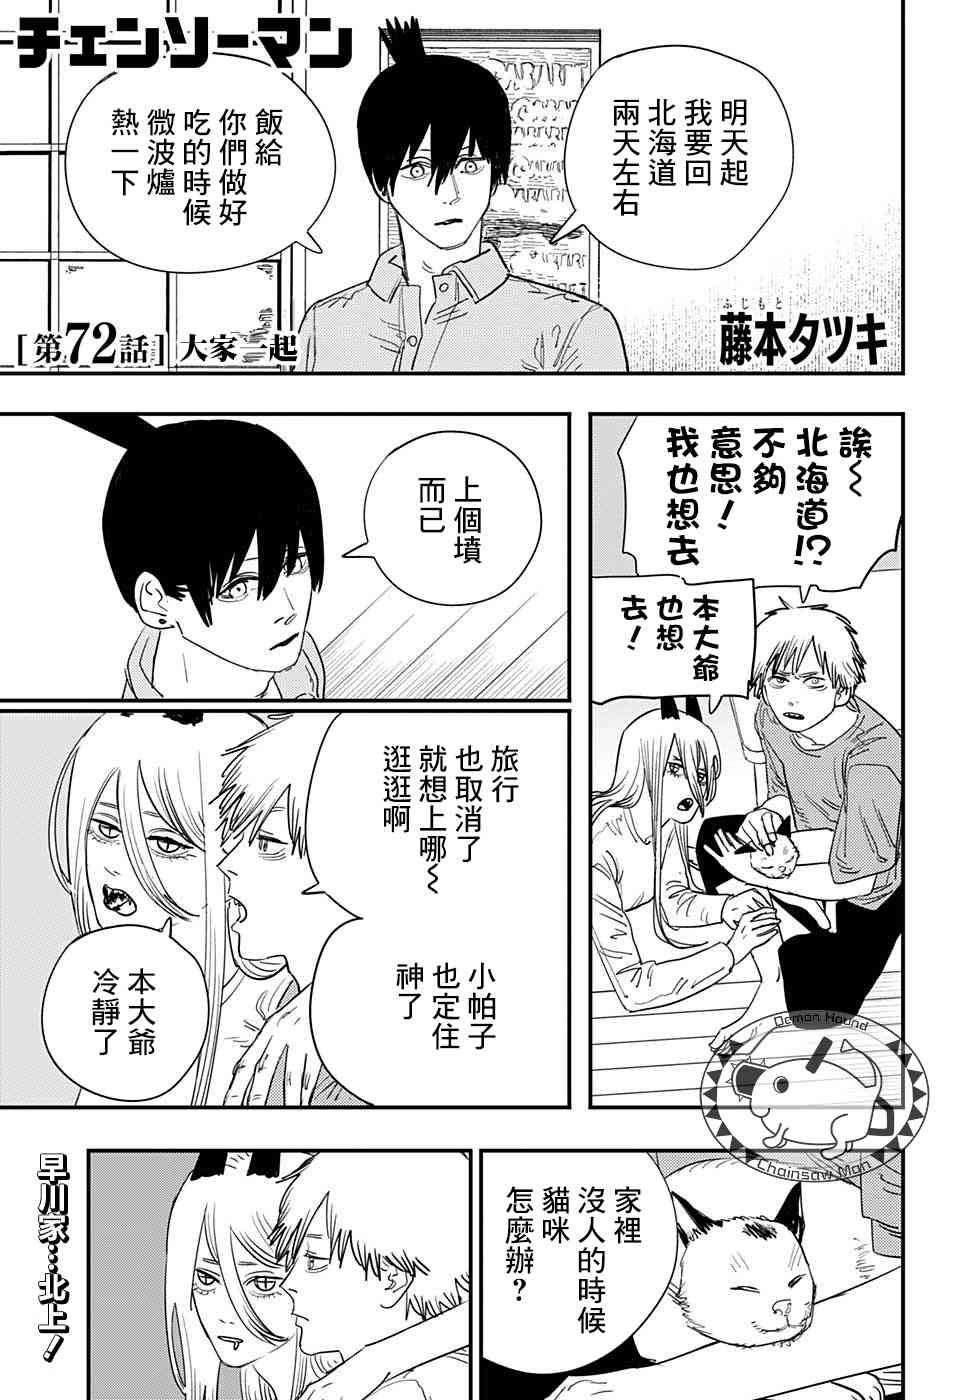 チェンソーマン
明天起
我要回
北海道
兩天左右
飯給
你們做好
吃的時候
微波爐
熱一下
[第72話] 大家一起
ふじもと
藤本タツキ
誒～
北海道!?
不夠
意思！
我也想去
本大爺
也想
去！
上個墳
而已
旅行
也取消了
就想上哪～
逛逛啊
小帕子
也定住
神了
本大爺
冷靜了
家裡
沒人的時候
貓咪
怎麼辦？
早川家…北上！
Demon Hound
Chainsaw Man